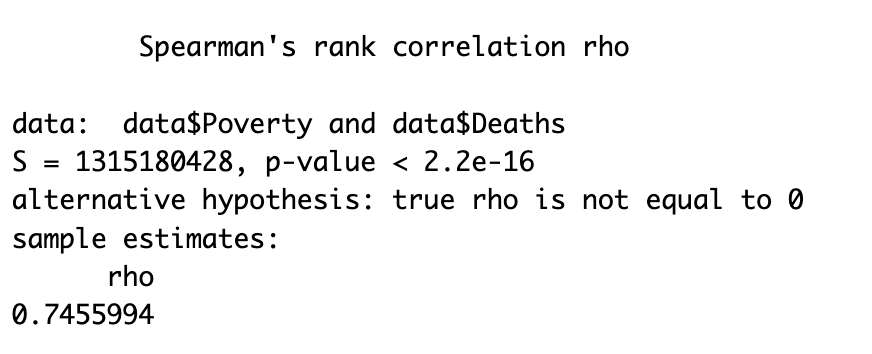 Spearman's rank correlation rho
data:  data$Poverty and data$Deaths
S = 1315180428, p-value < 2.2e-16
alternative hypothesis: true rho is not equal to 0
sample estimates:
rho
0.7455994